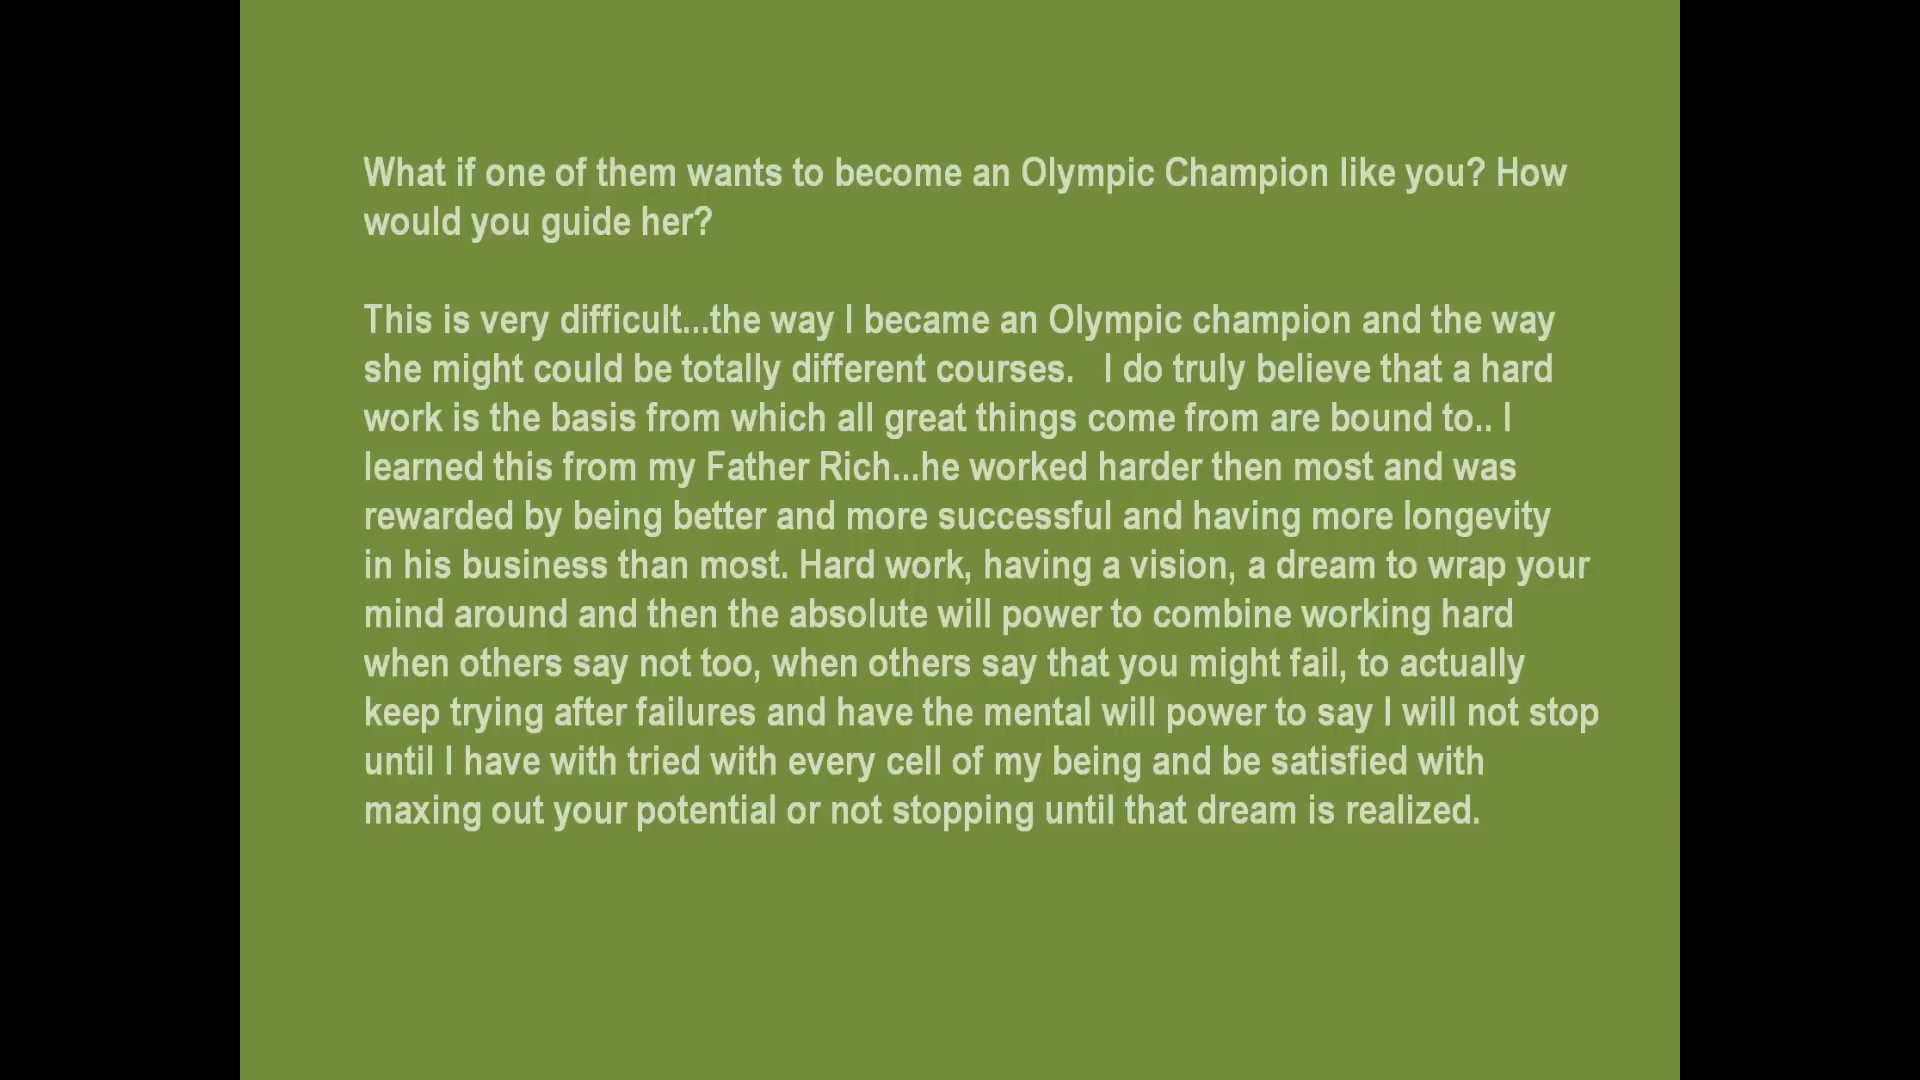 What if one of them wants to become an Olympic Champion like you? How
would you guide her?
This is very difficult...the way I became an Olympic champion and the way
she might could be totally different courses.   I do truly believe that a hard
work is the basis from which all great things come from are bound to.. I
learned this from my Father Rich...he worked harder then most and was
rewarded by being better and more successful and having more longevity
in his business than most. Hard work, having a vision, a dream to wrap your
mind around and then the absolute will power to combine working hard
when others say not too, when others say that you might fail, to actually
keep trying after failures and have the mental will power to say I will not stop
until I have with tried with every cell of my being and be satisfied with
maxing out your potential or not stopping until that dream is realized.